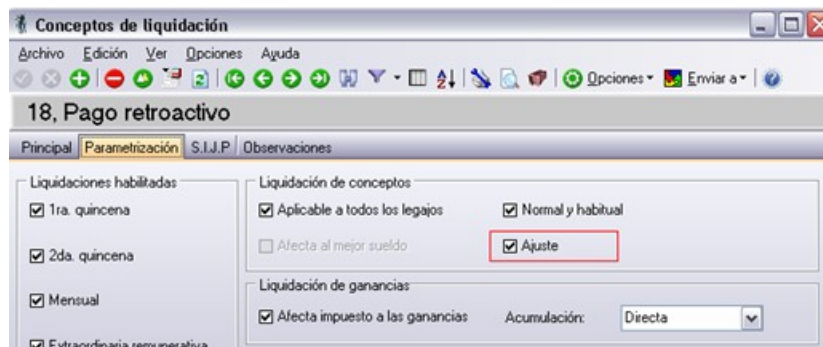 Conceptos de liquidación
Archivo Edición Ver Opciones Ayuda
Opciones Enviar a
18, Pago retroactivo
Principal Parametrización S.I.J.P Observaciones
Liquidaciones habilitadas
1ra. quincena
2da. quincena
Mensual
Extraordinaria remunerativa
Liquidación de conceptos
Aplicable a todos los legajos Normal y habitual
Afecta al mejor sueldo Ajuste
Liquidación de ganancias
Afecta impuesto a las ganancias Acumulación: Directa